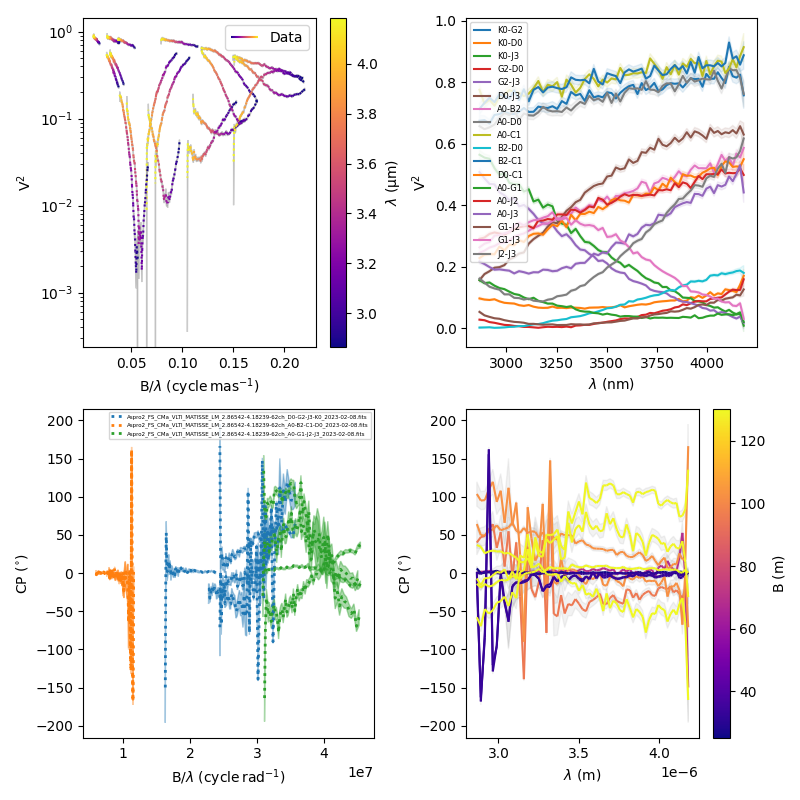 Data
10⁰
10⁻¹
10⁻²
10⁻³
V²
0.05
0.10
0.15
0.20
B/λ (cycle mas⁻¹)
4.0
3.8
3.6
3.4
3.2
3.0
λ (μm)
1.0
0.8
0.6
0.4
0.2
0.0
V²
K0-G2
K0-D0
K0-J3
G2-D0
G2-J3
D0-J3
A0-B2
A0-D0
A0-C1
B2-D0
B2-C1
D0-C1
A0-G1
A0-J2
A0-J3
G1-J2
G1-J3
J2-J3
3000
3250
3500
3750
4000
λ (nm)
200
150
100
50
0
−50
−100
−150
−200
CP (°)
Aspro2_FS_CMa_VLTI_MATISSE_LM_2.86542-4.18239-62ch_D0-G2-J3-K0_2023-02-08.fits
Aspro2_FS_CMa_VLTI_MATISSE_LM_2.86542-4.18239-62ch_A0-B2-C1-D0_2023-02-08.fits
Aspro2_FS_CMa_VLTI_MATISSE_LM_2.86542-4.18239-62ch_A0-G1-J2-J3_2023-02-08.fits
1
2
3
4
1e7
B/λ (cycle rad⁻¹)
200
150
100
50
0
−50
−100
−150
−200
CP (°)
3.0
3.5
4.0
1e−6
λ (m)
120
100
80
60
40
B (m)